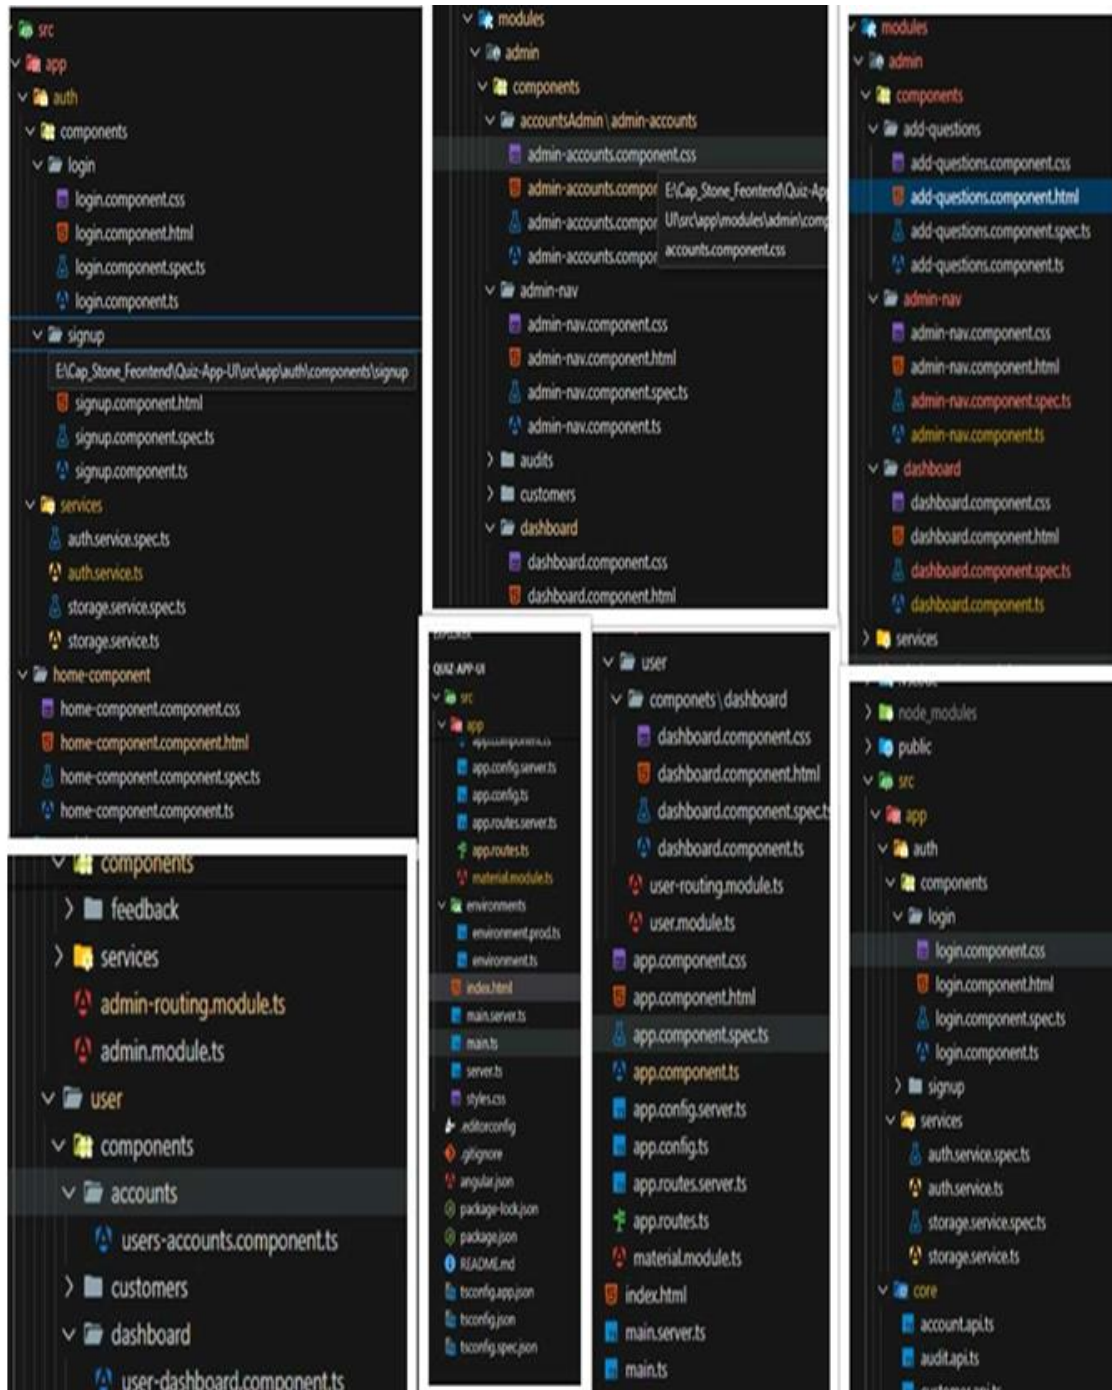 src
app
auth
components
login
login.component.css
login.component.html
login.component.spec.ts
login.component.ts
signup
E:\Cap_Stone_Feontend\Quiz-App-UI\src\app\auth\components\signup
signup.component.html
signup.component.spec.ts
signup.component.ts
services
auth.service.spec.ts
auth.service.ts
storage.service.spec.ts
storage.service.ts
home-component
home-component.component.css
home-component.component.html
home-component.component.spec.ts
home-component.component.ts
modules
admin
components
accountsAdmin \ admin-accounts
admin-accounts.component.css
admin-accounts.compor
admin-accounts.compor
admin-accounts.compor
E:\Cap_Stone_Feontend\Quiz-Ap
UI\src\app\modules\admin\comp
accounts.component.css
admin-nav
admin-nav.component.css
admin-nav.component.html
admin-nav.component.spec.ts
admin-nav.component.ts
audits
customers
dashboard
dashboard.component.css
dashboard.component.html
modules
admin
components
add-questions
add-questions.component.css
add-questions.component.html
add-questions.component.spec.ts
add-questions.component.ts
admin-nav
admin-nav.component.css
admin-nav.component.html
admin-nav.component.spec.ts
admin-nav.component.ts
dashboard
dashboard.component.css
dashboard.component.html
dashboard.component.spec.ts
dashboard.component.ts
services
components
feedback
services
admin-routing.module.ts
admin.module.ts
user
components
accounts
users-accounts.component.ts
customers
dashboard
user-dashboard.component.ts
EXPLORER
QUIZ-APP-UI
src
app
app.component.ts
app.config.server.ts
app.config.ts
app.routes.server.ts
app.routes.ts
material.module.ts
environments
environment.prod.ts
environment.ts
index.html
main.server.ts
main.ts
server.ts
styles.css
.editorconfig
.gitignore
angular.json
package-lock.json
package.json
README.md
tsconfig.app.json
tsconfig.json
tsconfig.spec.json
user
componets \ dashboard
dashboard.component.css
dashboard.component.html
dashboard.component.spec.t
dashboard.component.ts
user-routing.module.ts
user.module.ts
app.component.css
app.component.html
app.component.spec.ts
app.component.ts
app.config.server.ts
app.config.ts
app.routes.server.ts
app.routes.ts
material.module.ts
index.html
main.server.ts
main.ts
node_modules
public
src
app
auth
components
login
login.component.css
login.component.html
login.component.spec.ts
login.component.ts
signup
services
auth.service.spec.ts
auth.service.ts
storage.service.spec.ts
storage.service.ts
core
account.api.ts
audit.api.ts